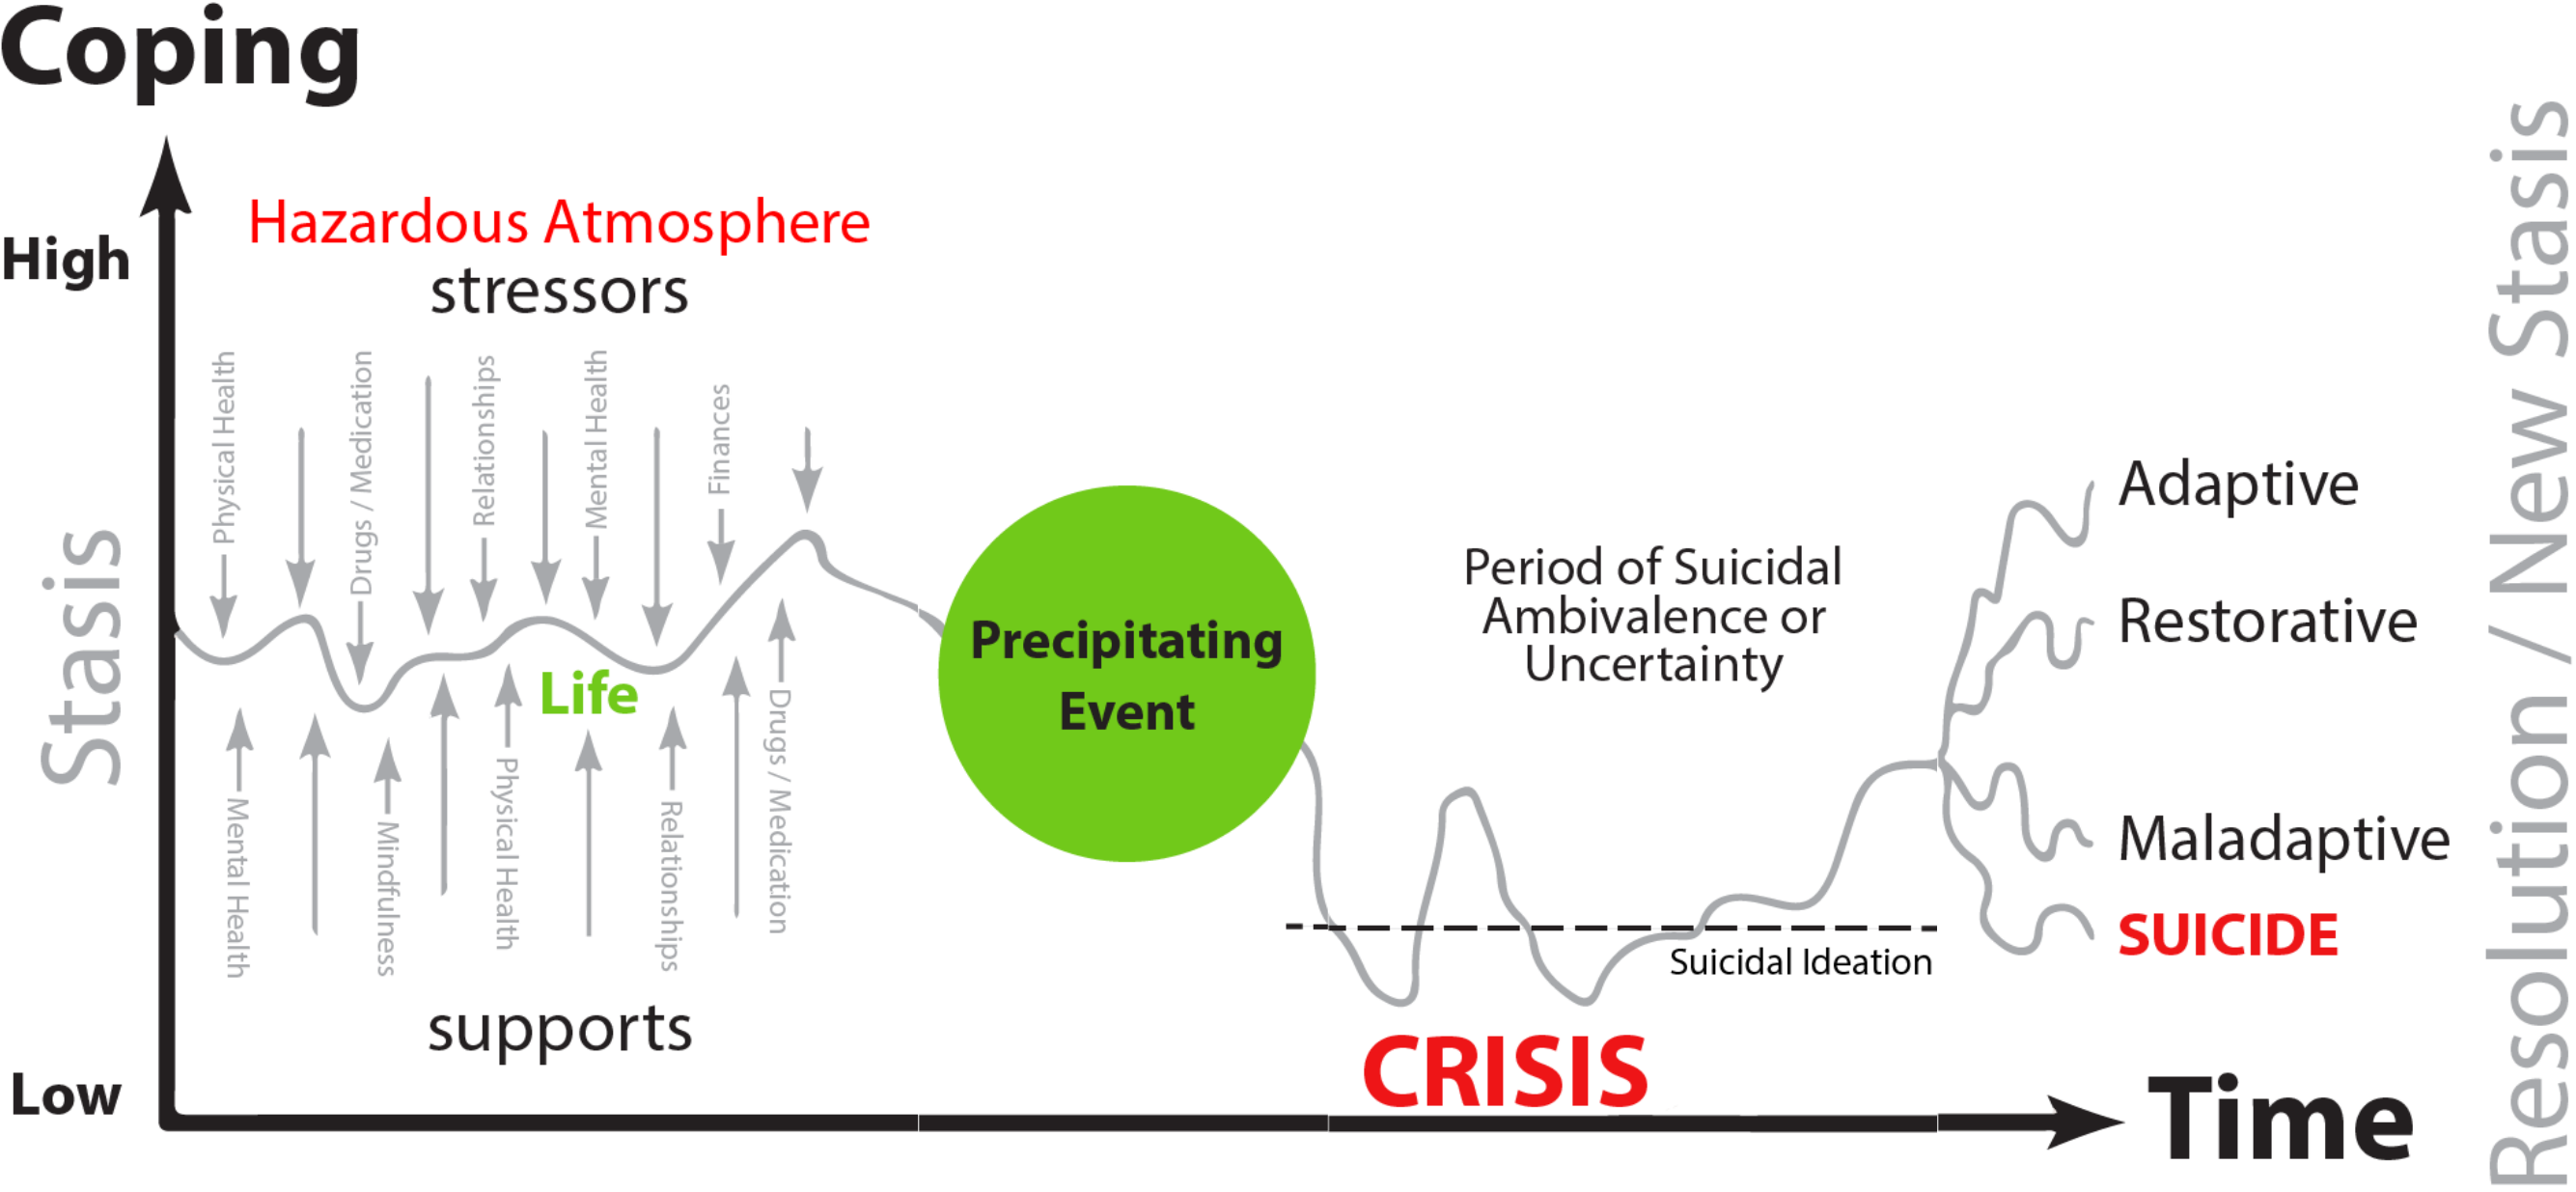 Coping
High
Hazardous Atmosphere
stressors
Physical Health
Drugs / Medication
Relationships
Mental Health
Finances
Stasis
Life
Mental Health
Mindfulness
Physical Health
Relationships
Drugs / Medication
supports
Low
Precipitating
Event
Period of Suicidal
Ambivalence or
Uncertainty
Suicidal Ideation
CRISIS
Adaptive
Restorative
Maladaptive
SUICIDE
Time
Resolution / New Stasis